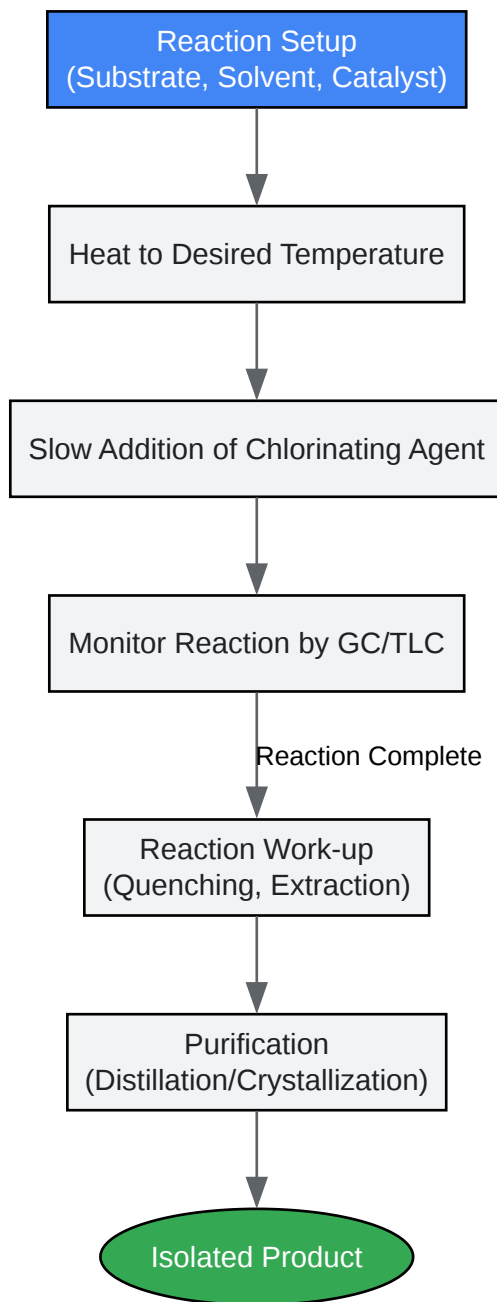 Reaction Setup
(Substrate, Solvent, Catalyst)
Heat to Desired Temperature
Slow Addition of Chlorinating Agent
Monitor Reaction by GC/TLC
Reaction Complete
Reaction Work-up
(Quenching, Extraction)
Purification
(Distillation/Crystallization)
Isolated Product